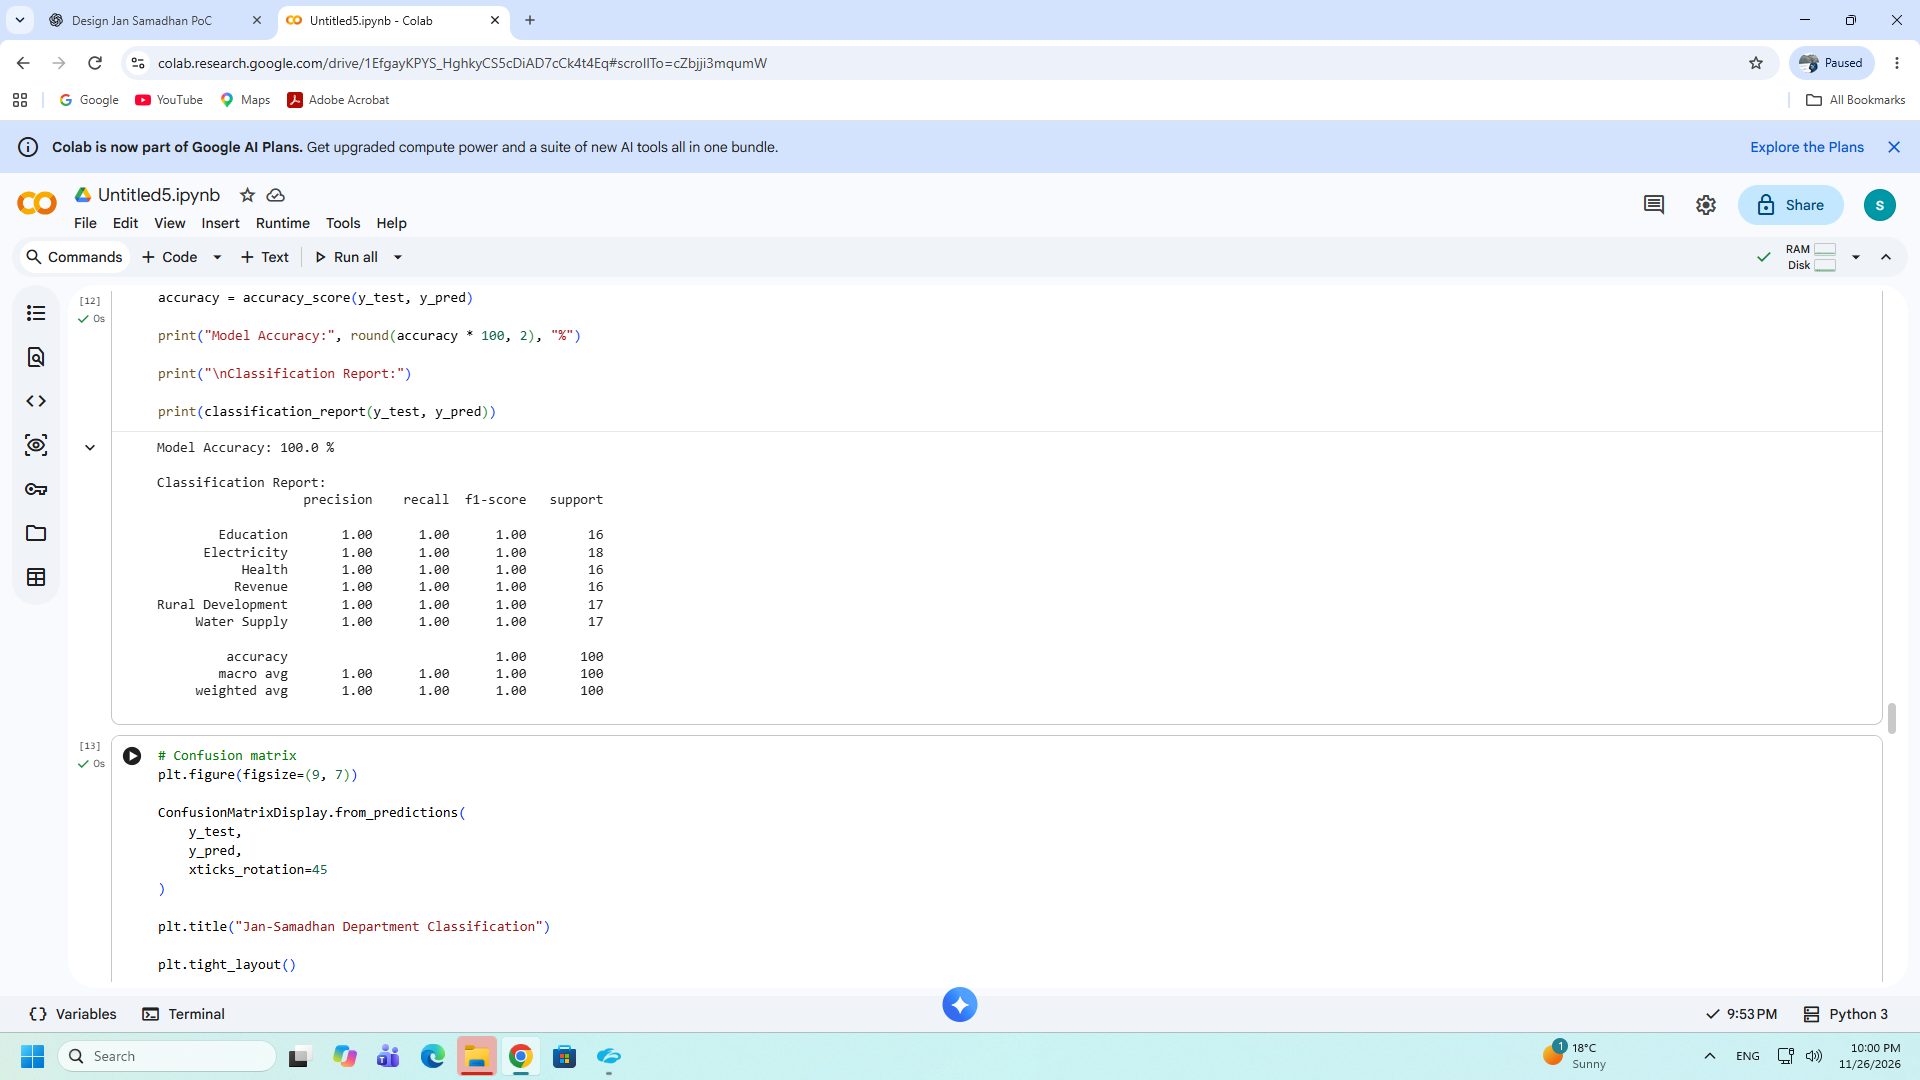 Design Jan Samadhan PoC
Untitled5.ipynb - Colab
colab.research.google.com/drive/1EfgayKPYS_HghkyCS5cDiAD7cCk4t4Eq#scrollTo=cZbjji3mqumW
Paused
Google YouTube Maps Adobe Acrobat All Bookmarks
Colab is now part of Google AI Plans. Get upgraded compute power and a suite of new AI tools all in one bundle. Explore the Plans
Untitled5.ipynb
File Edit View Insert Runtime Tools Help
Share S
Commands + Code + Text Run all
RAM
Disk
[12]
0s
accuracy = accuracy_score(y_test, y_pred)
print("Model Accuracy:", round(accuracy * 100, 2), "%")
print("\nClassification Report:")
print(classification_report(y_test, y_pred))
Model Accuracy: 100.0 %
Classification Report:
precision recall f1-score support
Education 1.00 1.00 1.00 16
Electricity 1.00 1.00 1.00 18
Health 1.00 1.00 1.00 16
Revenue 1.00 1.00 1.00 16
Rural Development 1.00 1.00 1.00 17
Water Supply 1.00 1.00 1.00 17
accuracy 1.00 100
macro avg 1.00 1.00 1.00 100
weighted avg 1.00 1.00 1.00 100
[13]
0s
# Confusion matrix
plt.figure(figsize=(9, 7))
ConfusionMatrixDisplay.from_predictions(
y_test,
y_pred,
xticks_rotation=45
)
plt.title("Jan-Samadhan Department Classification")
plt.tight_layout()
Variables Terminal
9:53 PM Python 3
Search
1
18°C
Sunny
ENG
10:00 PM
11/26/2026